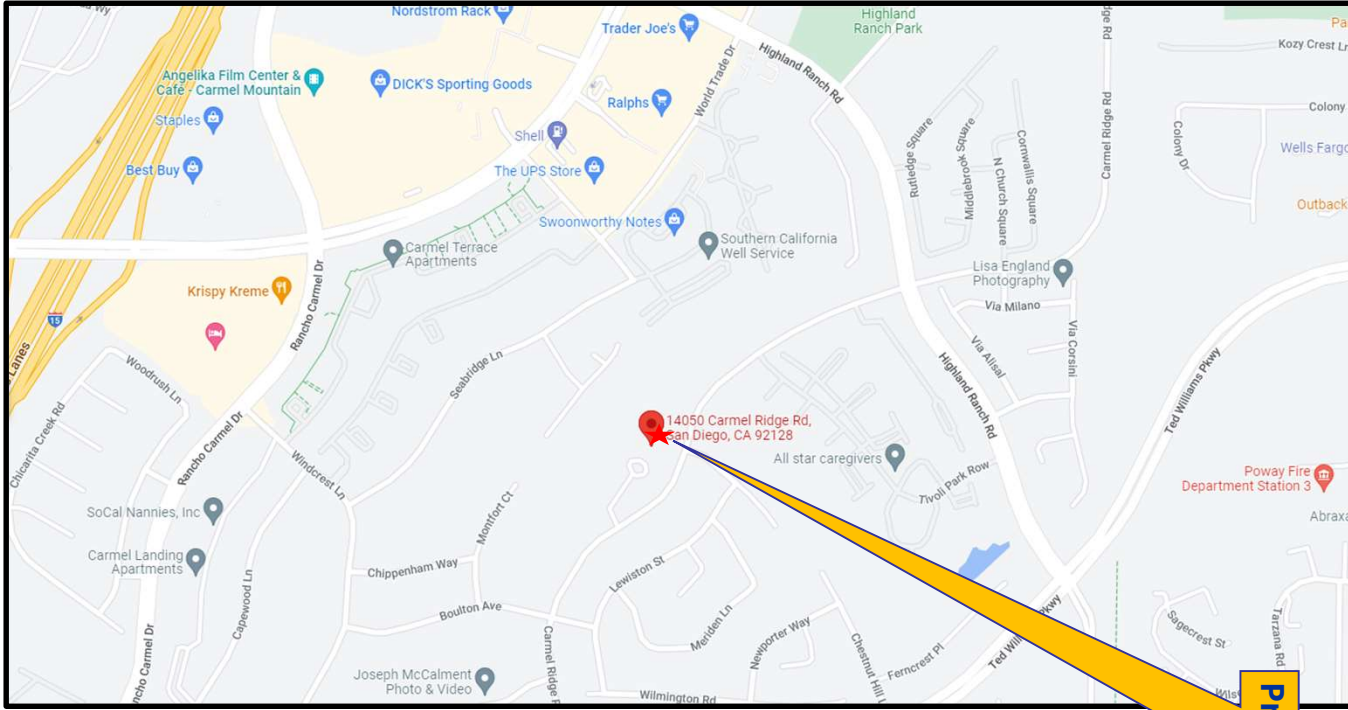 Nordstrom Rack
Trader Joe's
Highland
Ranch Park
Kozy Crest Ln
Angelika Film Center &
Café - Carmel Mountain
DICK'S Sporting Goods
Highland Ranch Rd
World Trade Dr
Staples
Ralphs
Colony
Shell
Best Buy
The UPS Store
Rutledge Square
Middlebrook Square
N Church Square
Cornwallis Square
Carmel Ridge Rd
Colony Dr
Wells Fargo
Outback
Swoonworthy Notes
Southern California
Well Service
Carmel Terrace
Apartments
Lisa England
Photography
Krispy Kreme
Rancho Carmel Dr
Via Milano
15
Lanes
Via Alisal
Via Corsini
Woodrush Ln
Seabridge Ln
Highland Ranch Rd
Ted Williams Pkwy
Chicarita Creek Rd
Rancho Carmel Dr
14050 Carmel Ridge Rd,
San Diego, CA 92128
All star caregivers
Windcrest Ln
Tivoli Park Row
Poway Fire
Department Station 3
SoCal Nannies, Inc
Montfort Ct
Carmel Landing
Apartments
Chippenham Way
Lewiston St
Capewood Ln
Boulton Ave
Meriden Ln
Newporter Way
Chestnut Hill
Ferncrest Pl
Ted Williams Pkwy
Sagecrest St
Tarzana Rd
Carmel Ridge
Joseph McCalment
Photo & Video
Wilmington Rd